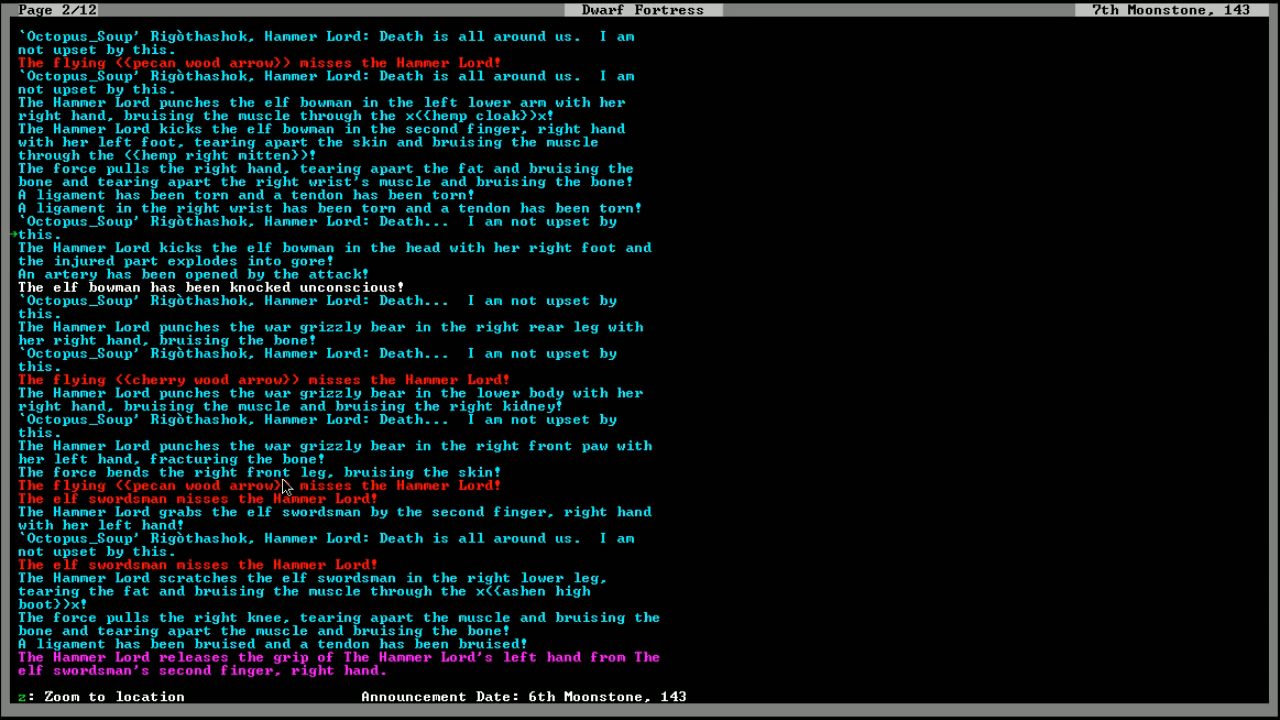 Page 2/12 Dwarf Fortress 7th Moonstone, 143
`Octopus_Soup' Rigòthashok, Hammer Lord: Death is all around us.  I am
not upset by this.
The flying ((pecan wood arrow)) misses the Hammer Lord!
`Octopus_Soup' Rigòthashok, Hammer Lord: Death is all around us.  I am
not upset by this.
The Hammer Lord punches the elf bowman in the left lower arm with her
right hand, bruising the muscle through the x((hemp cloak))x!
The Hammer Lord kicks the elf bowman in the second finger, right hand
with her left foot, tearing apart the skin and bruising the muscle
through the ((hemp right mitten))!
The force pulls the right hand, tearing apart the fat and bruising the
bone and tearing apart the right wrist's muscle and bruising the bone!
A ligament has been torn and a tendon has been torn!
A ligament in the right wrist has been torn and a tendon has been torn!
`Octopus_Soup' Rigòthashok, Hammer Lord: Death...  I am not upset by
this.
The Hammer Lord kicks the elf bowman in the head with her right foot and
the injured part explodes into gore!
An artery has been opened by the attack!
The elf bowman has been knocked unconscious!
`Octopus_Soup' Rigòthashok, Hammer Lord: Death...  I am not upset by
this.
The Hammer Lord punches the war grizzly bear in the right rear leg with
her right hand, bruising the bone!
`Octopus_Soup' Rigòthashok, Hammer Lord: Death...  I am not upset by
this.
The flying ((cherry wood arrow)) misses the Hammer Lord!
The Hammer Lord punches the war grizzly bear in the lower body with her
right hand, bruising the muscle and bruising the right kidney!
`Octopus_Soup' Rigòthashok, Hammer Lord: Death...  I am not upset by
this.
The Hammer Lord punches the war grizzly bear in the right front paw with
her left hand, fracturing the bone!
The force bends the right front leg, bruising the skin!
The flying ((pecan wood arrow)) misses the Hammer Lord!
The elf swordsman misses the Hammer Lord!
The Hammer Lord grabs the elf swordsman by the second finger, right hand
with her left hand!
`Octopus_Soup' Rigòthashok, Hammer Lord: Death is all around us.  I am
not upset by this.
The elf swordsman misses the Hammer Lord!
The Hammer Lord scratches the elf swordsman in the right lower leg,
tearing the fat and bruising the muscle through the x((ashen high
boot))x!
The force pulls the right knee, tearing apart the muscle and bruising the
bone and tearing apart the muscle and bruising the bone!
A ligament has been bruised and a tendon has been bruised!
The Hammer Lord releases the grip of The Hammer Lord's left hand from The
elf swordsman's second finger, right hand.
z: Zoom to location Announcement Date: 6th Moonstone, 143